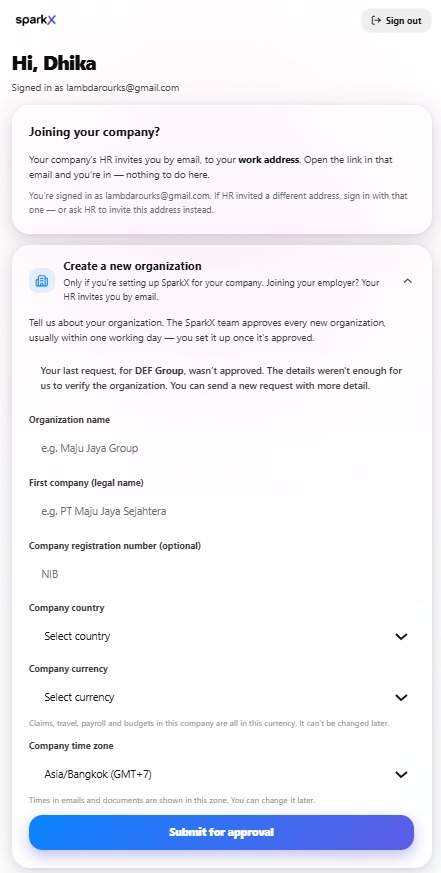 sparkX
Sign out
Hi, Dhika
Signed in as lambdarourks@gmail.com
Joining your company?
Your company's HR invites you by email, to your work address. Open the link in that
email and you're in — nothing to do here.
You're signed in as lambdarourks@gmail.com. If HR invited a different address, sign in with that
one — or ask HR to invite this address instead.
Create a new organization
Only if you're setting up SparkX for your company. Joining your employer? Your
HR invites you by email.
Tell us about your organization. The SparkX team approves every new organization,
usually within one working day — you set it up once it's approved.
Your last request, for DEF Group, wasn't approved. The details weren't enough for
us to verify the organization. You can send a new request with more detail.
Organization name
e.g. Maju Jaya Group
First company (legal name)
e.g. PT Maju Jaya Sejahtera
Company registration number (optional)
NIB
Company country
Select country
Company currency
Select currency
Claims, travel, payroll and budgets in this company are all in this currency. It can't be changed later.
Company time zone
Asia/Bangkok (GMT+7)
Times in emails and documents are shown in this zone. You can change it later.
Submit for approval